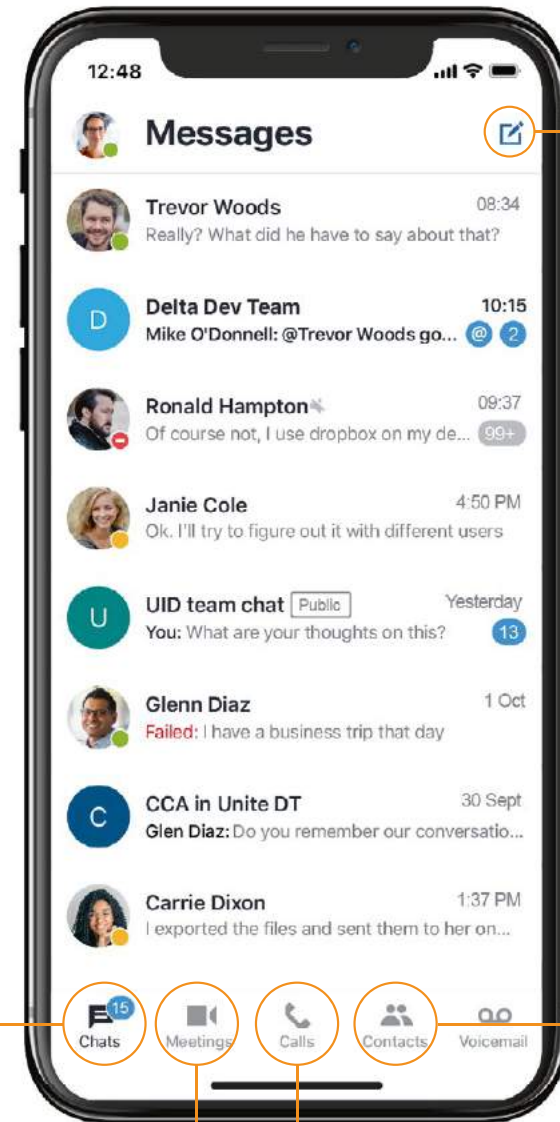 12:48
Messages
Trevor Woods 08:34
Really? What did he have to say about that?
D Delta Dev Team 10:15
Mike O'Donnell: @Trevor Woods go... @ 2
Ronald Hampton 09:37
Of course not, I use dropbox on my de... 99+
Janie Cole 4:50 PM
Ok. I'll try to figure out it with different users
U UID team chat Public Yesterday
You: What are your thoughts on this? 13
Glenn Diaz 1 Oct
Failed: I have a business trip that day
C CCA in Unite DT 30 Sept
Glen Diaz: Do you remember our conversatio...
Carrie Dixon 1:37 PM
I exported the files and sent them to her on...
15
Chats Meetings Calls Contacts Voicemail